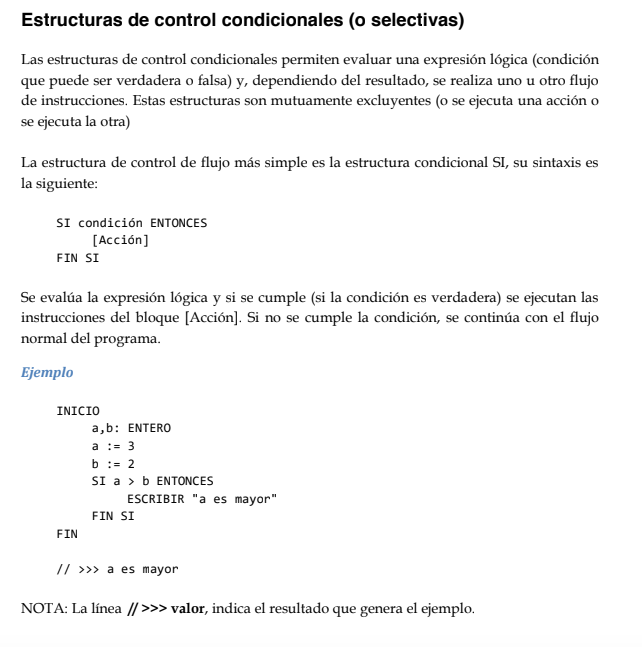 Estructuras de control condicionales (o selectivas)
Las estructuras de control condicionales permiten evaluar una expresión lógica (condición
que puede ser verdadera o falsa) y, dependiendo del resultado, se realiza uno u otro flujo
de instrucciones. Estas estructuras son mutuamente excluyentes (o se ejecuta una acción o
se ejecuta la otra)
La estructura de control de flujo más simple es la estructura condicional SI, su sintaxis es
la siguiente:
SI condición ENTONCES
[Acción]
FIN SI
Se evalúa la expresión lógica y si se cumple (si la condición es verdadera) se ejecutan las
instrucciones del bloque [Acción]. Si no se cumple la condición, se continúa con el flujo
normal del programa.
Ejemplo
INICIO
a,b: ENTERO
a := 3
b := 2
SI a > b ENTONCES
ESCRIBIR "a es mayor"
FIN SI
FIN
// >>> a es mayor
NOTA: La línea // >>> valor, indica el resultado que genera el ejemplo.